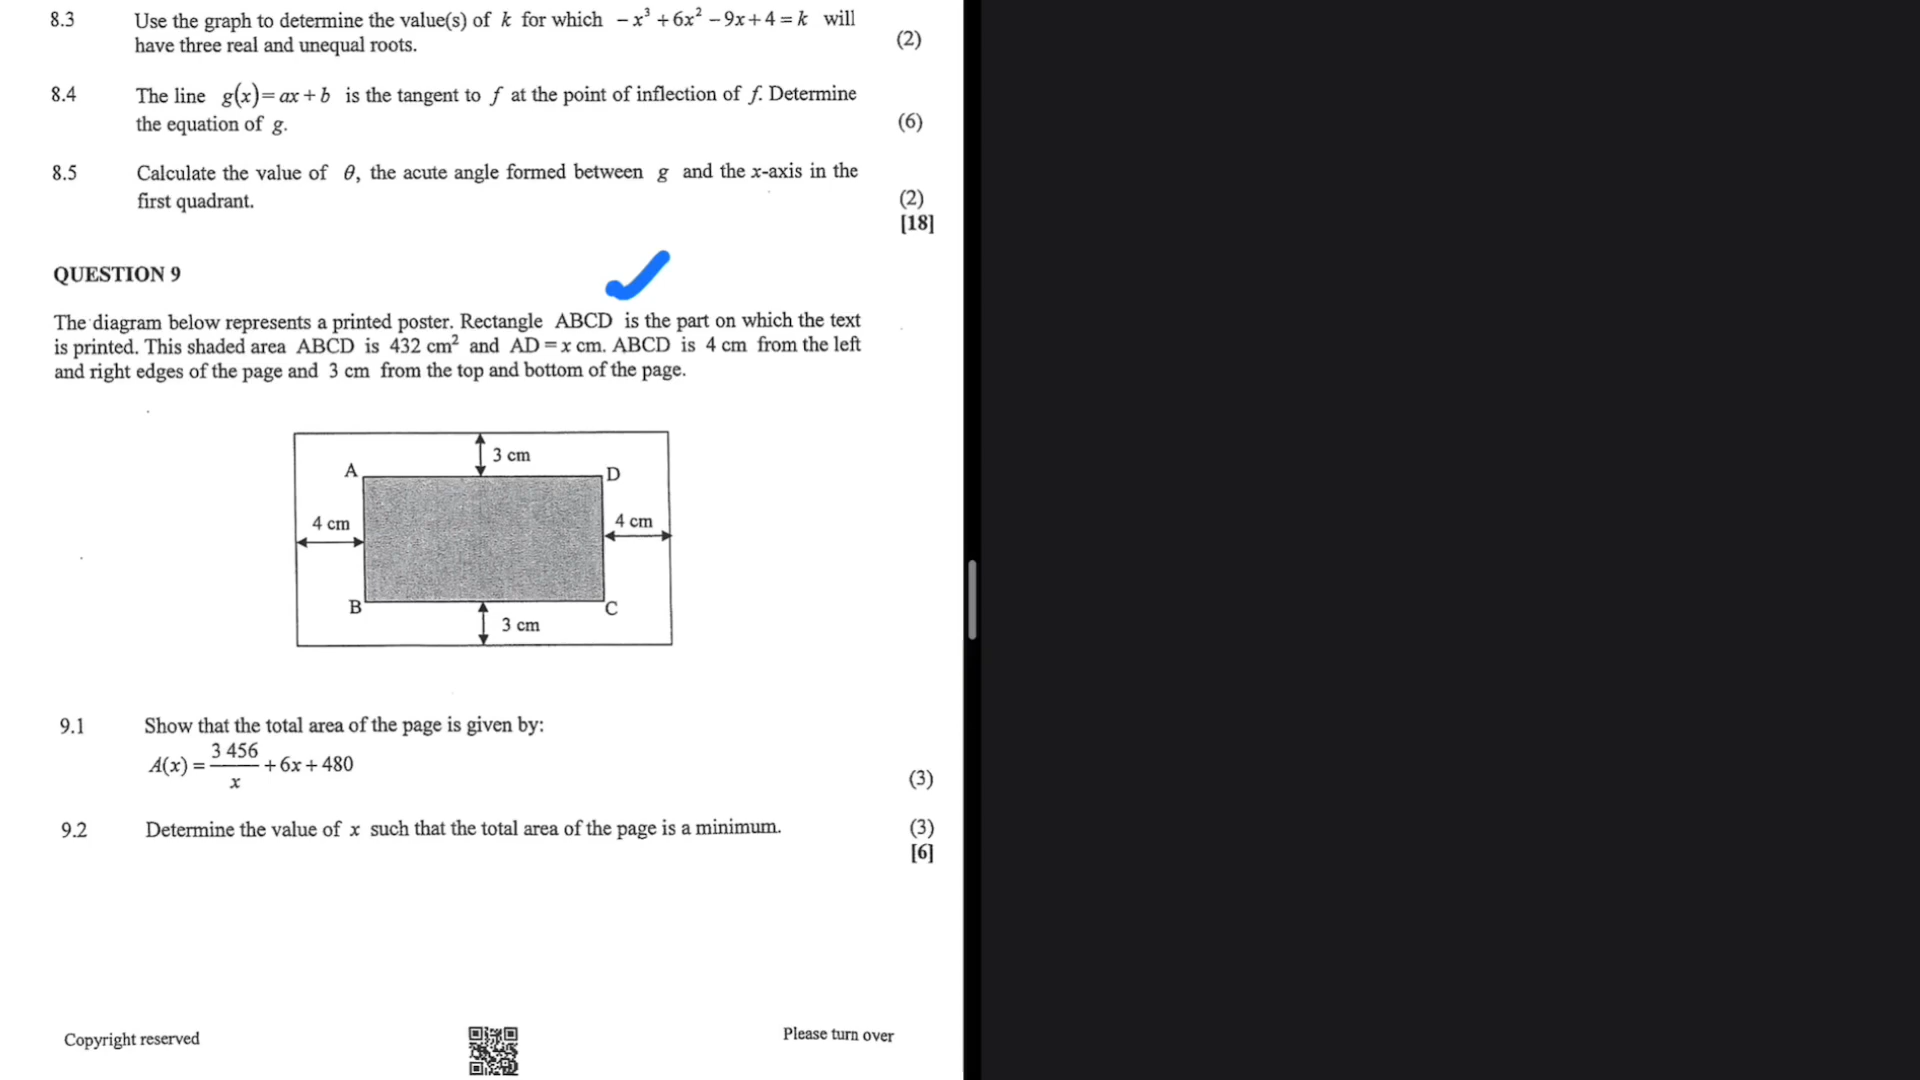 8.3 Use the graph to determine the value(s) of k for which −x³ + 6x² − 9x + 4 = k will
have three real and unequal roots. (2)
8.4 The line g(x) = ax + b is the tangent to f at the point of inflection of f. Determine
the equation of g. (6)
8.5 Calculate the value of θ, the acute angle formed between g and the x-axis in the
first quadrant. (2)
[18]
QUESTION 9
The diagram below represents a printed poster. Rectangle ABCD is the part on which the text
is printed. This shaded area ABCD is 432 cm² and AD = x cm. ABCD is 4 cm from the left
and right edges of the page and 3 cm from the top and bottom of the page.
3 cm
A D
4 cm 4 cm
B C
3 cm
9.1 Show that the total area of the page is given by:
A(x) = 3 456/x + 6x + 480 (3)
9.2 Determine the value of x such that the total area of the page is a minimum. (3)
[6]
Copyright reserved Please turn over